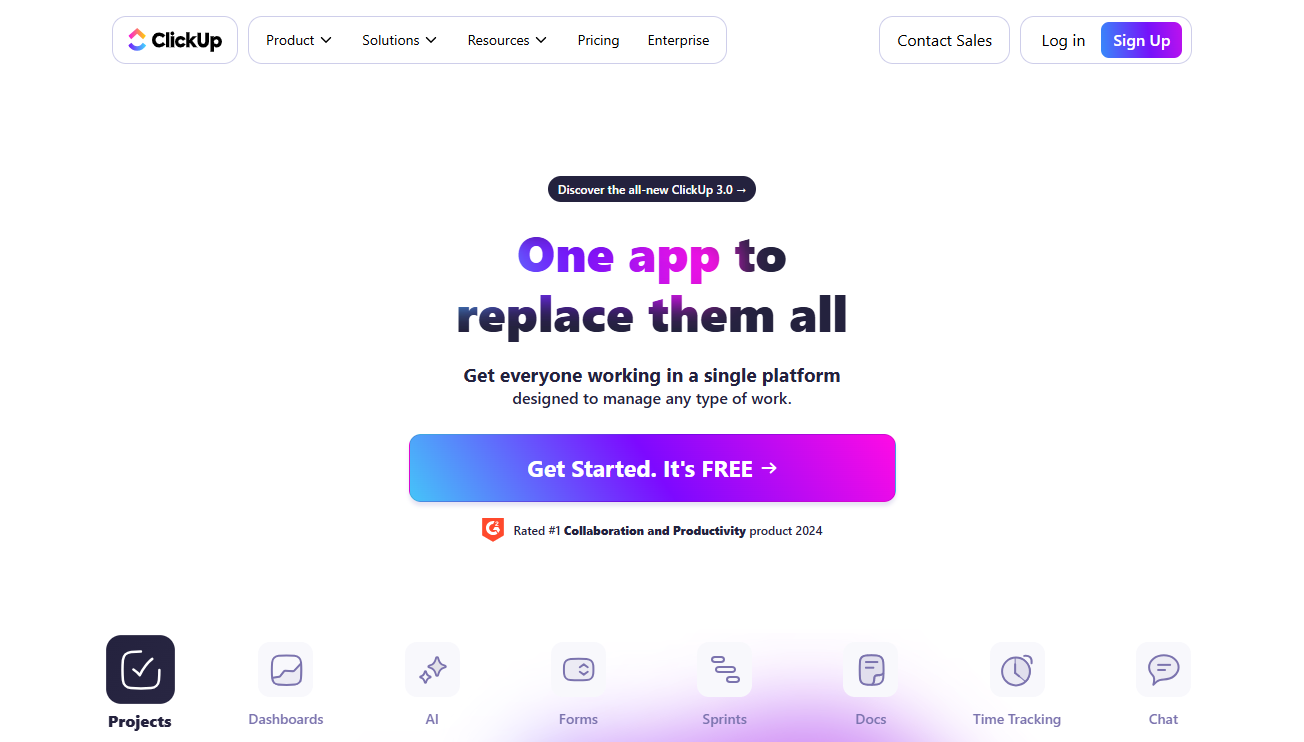 ClickUp
Product
Solutions
Resources
Pricing
Enterprise
Contact Sales
Log in
Sign Up
Discover the all-new ClickUp 3.0 →
One app to
replace them all
Get everyone working in a single platform
designed to manage any type of work.
Get Started. It's FREE →
G2 Rated #1 Collaboration and Productivity product 2024
Projects
Dashboards
AI
Forms
Sprints
Docs
Time Tracking
Chat